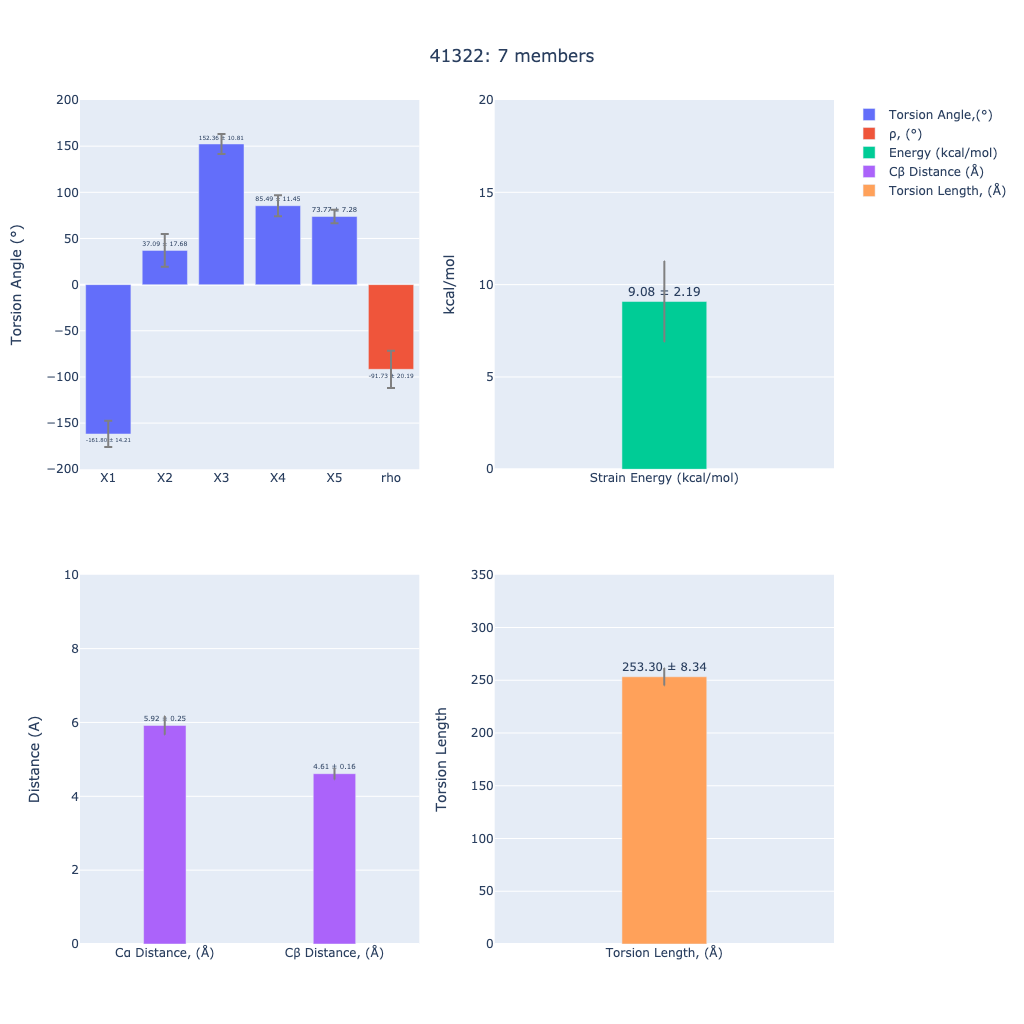 41322: 7 members
Torsion Angle (°)
200
150
100
50
0
−50
−100
−150
−200
-161.80 ± 14.21
37.09 ± 17.68
152.36 ± 10.81
85.49 ± 11.45
73.77 ± 7.28
-91.73 ± 20.19
X1 X2 X3 X4 X5 rho
kcal/mol
20
15
10
5
0
9.08 ± 2.19
Strain Energy (kcal/mol)
Torsion Angle,(°)
ρ, (°)
Energy (kcal/mol)
Cβ Distance (Å)
Torsion Length, (Å)
Distance (A)
10
8
6
4
2
0
5.92 ± 0.25
4.61 ± 0.16
Cα Distance, (Å) Cβ Distance, (Å)
Torsion Length
350
300
250
200
150
100
50
0
253.30 ± 8.34
Torsion Length, (Å)